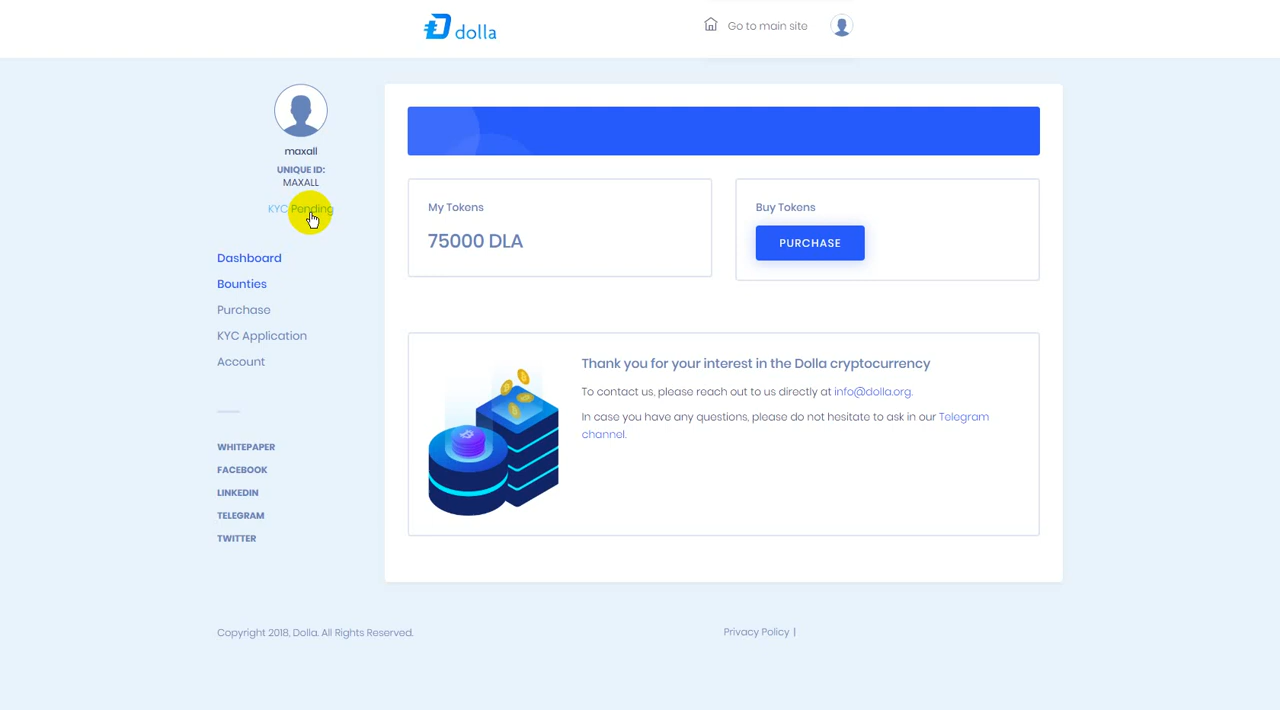 dolla
Go to main site
maxall
UNIQUE ID:
MAXALL
KYC Pending
Dashboard
Bounties
Purchase
KYC Application
Account
WHITEPAPER
FACEBOOK
LINKEDIN
TELEGRAM
TWITTER
My Tokens
75000 DLA
Buy Tokens
PURCHASE
Thank you for your interest in the Dolla cryptocurrency
To contact us, please reach out to us directly at info@dolla.org.
In case you have any questions, please do not hesitate to ask in our Telegram
channel.
Copyright 2018, Dolla. All Rights Reserved.
Privacy Policy |